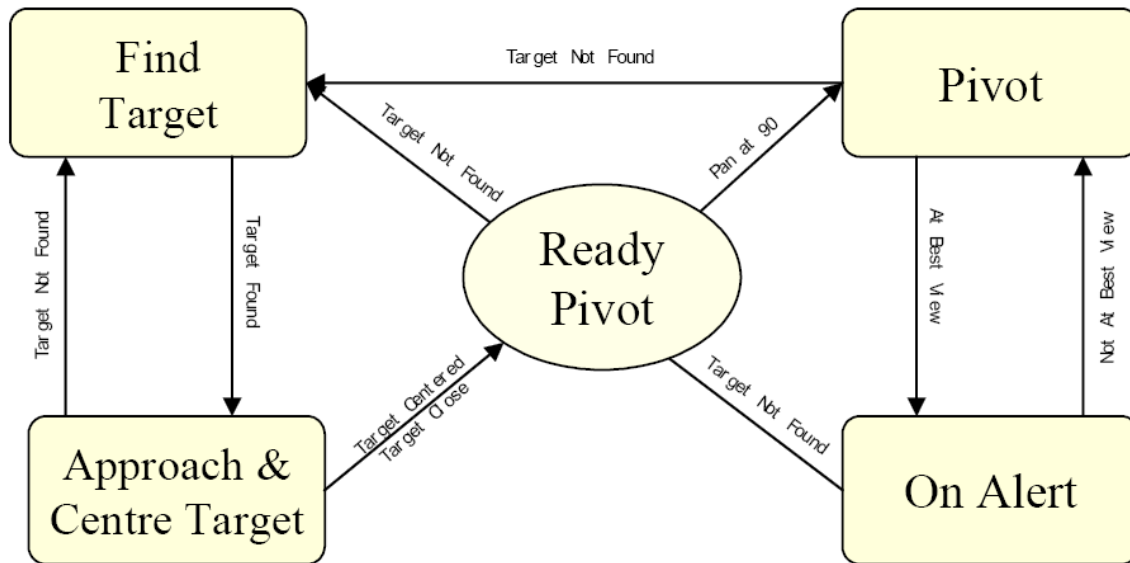 Find
Target
Target Not Found
Pivot
Target Not Found
Pan at 90
Target Not Found
Target Found
Ready
Pivot
At Best View
Not At Best View
Target Centered
Target Close
Target Not Found
Approach &
Centre Target
On Alert